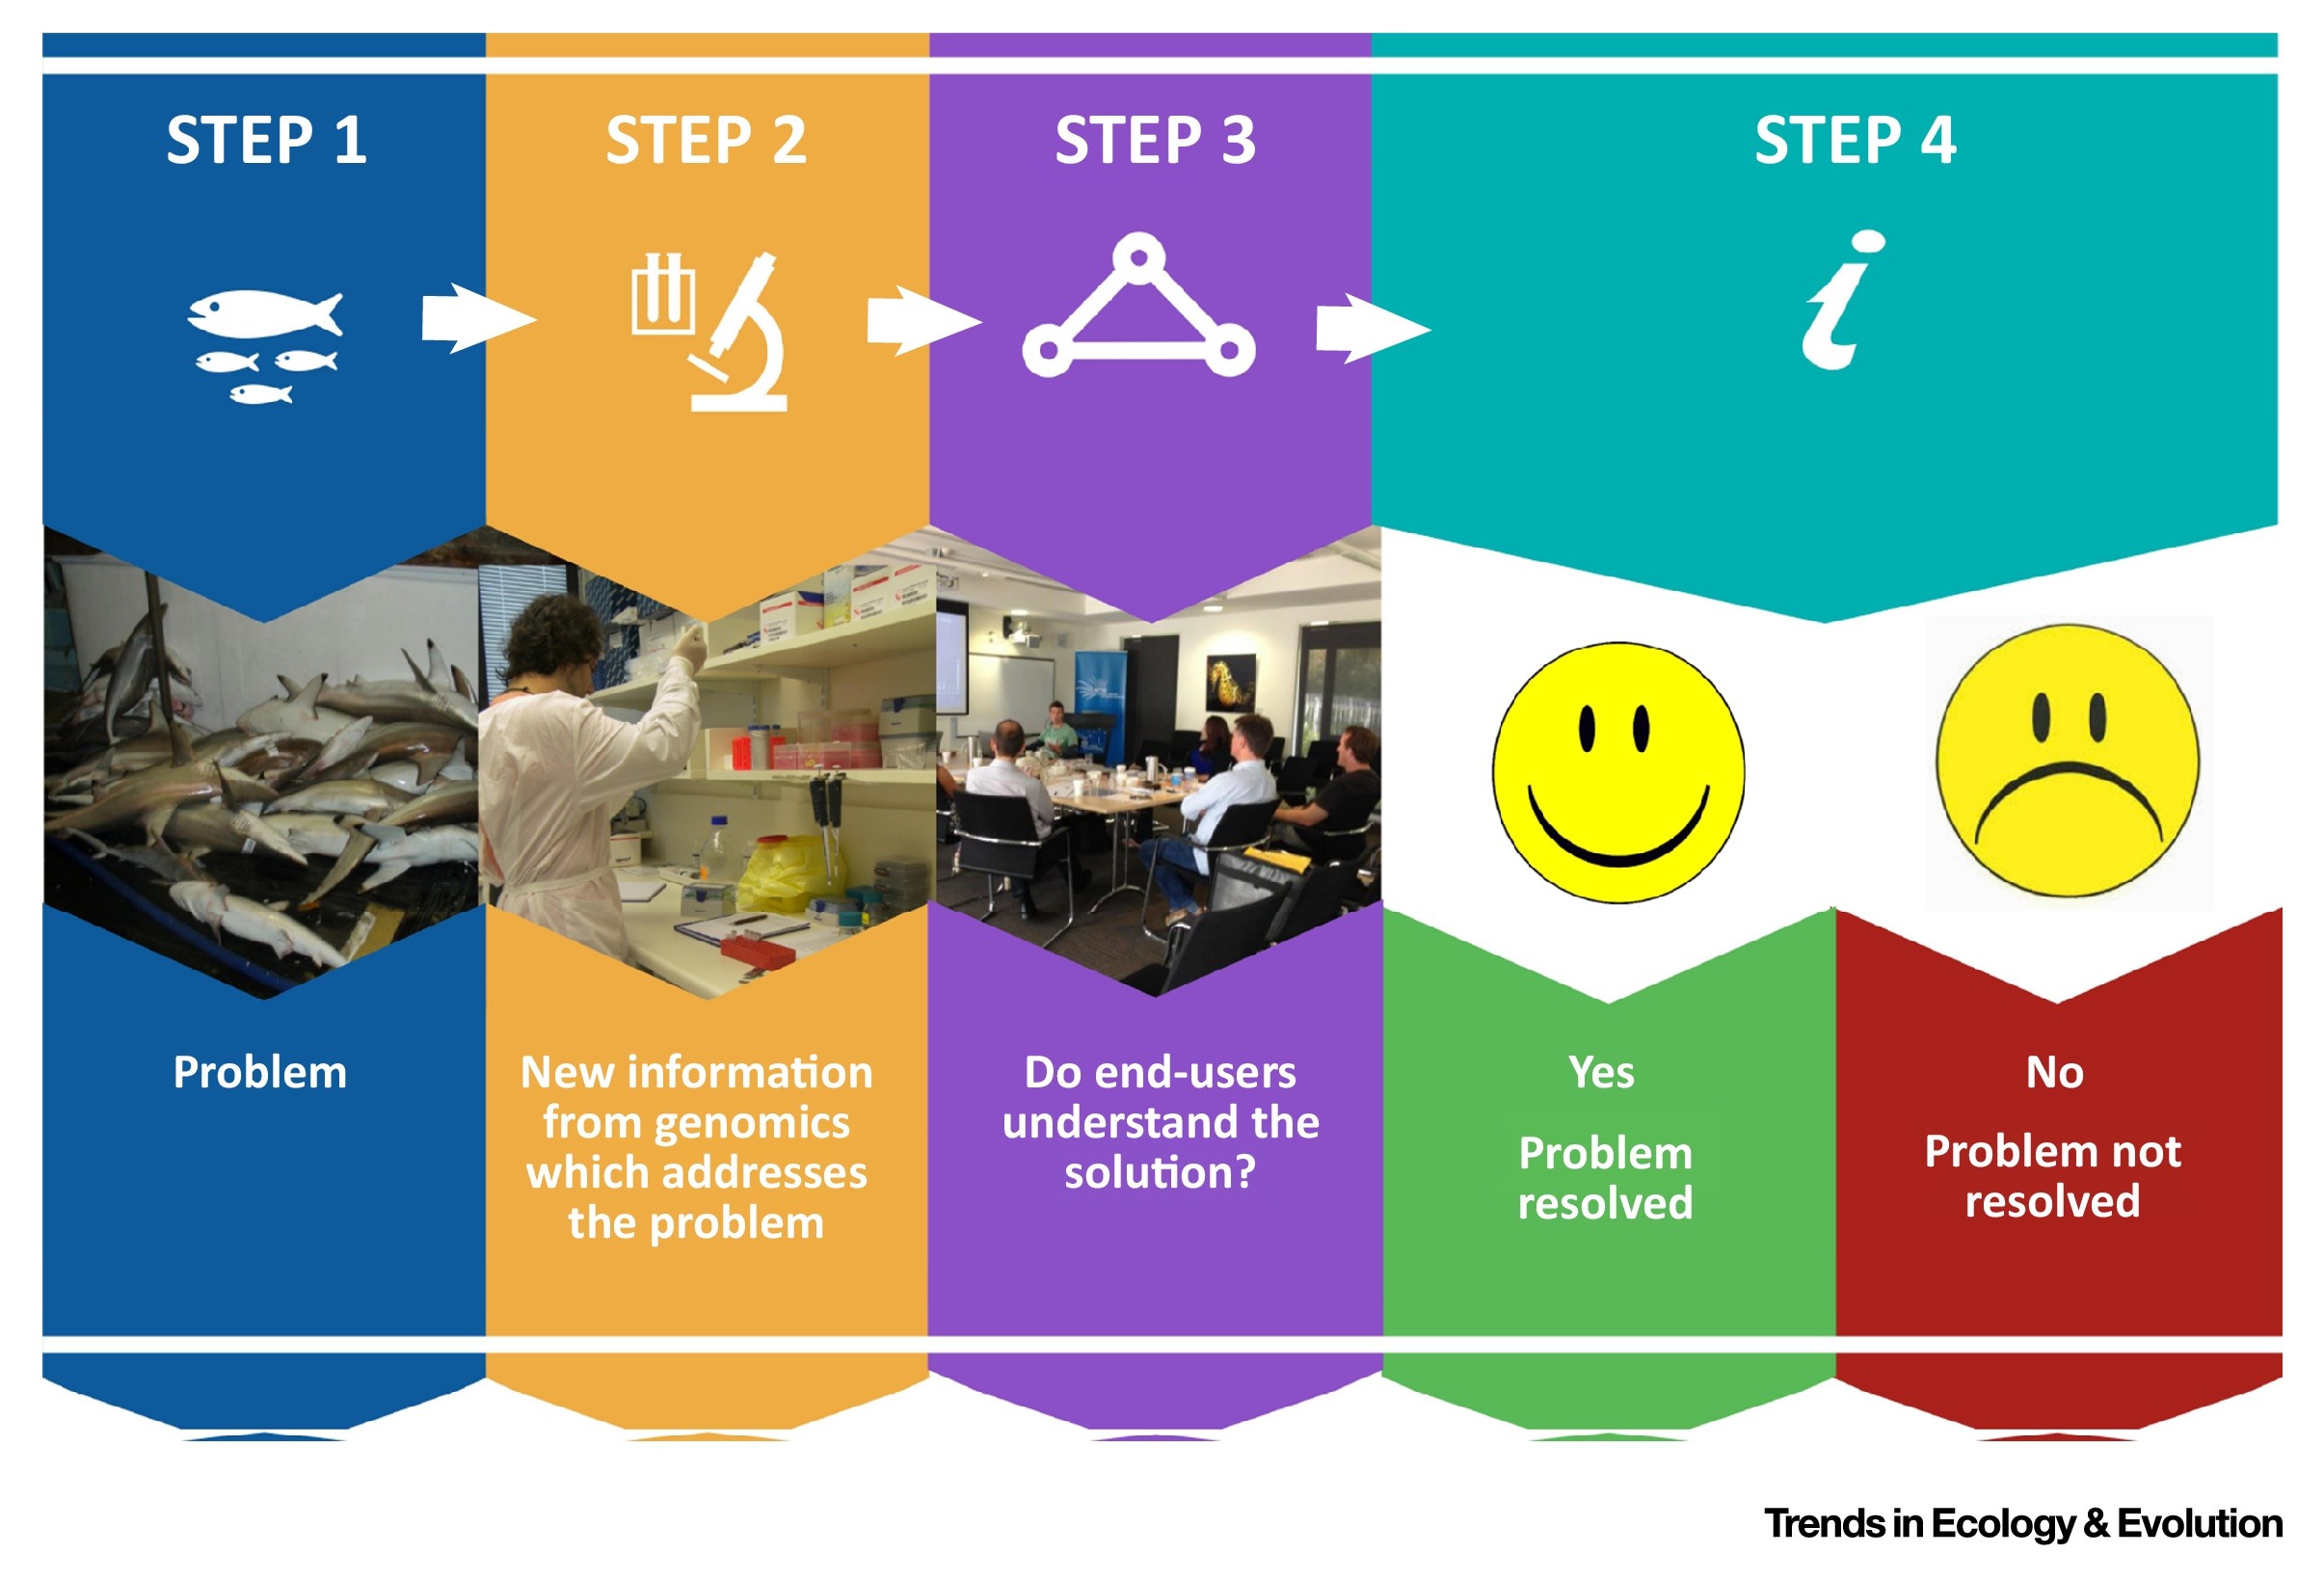 STEP 1
STEP 2
STEP 3
STEP 4
Problem
New information
from genomics
which addresses
the problem
Do end-users
understand the
solution?
Yes
Problem
resolved
No
Problem not
resolved
Trends in Ecology & Evolution